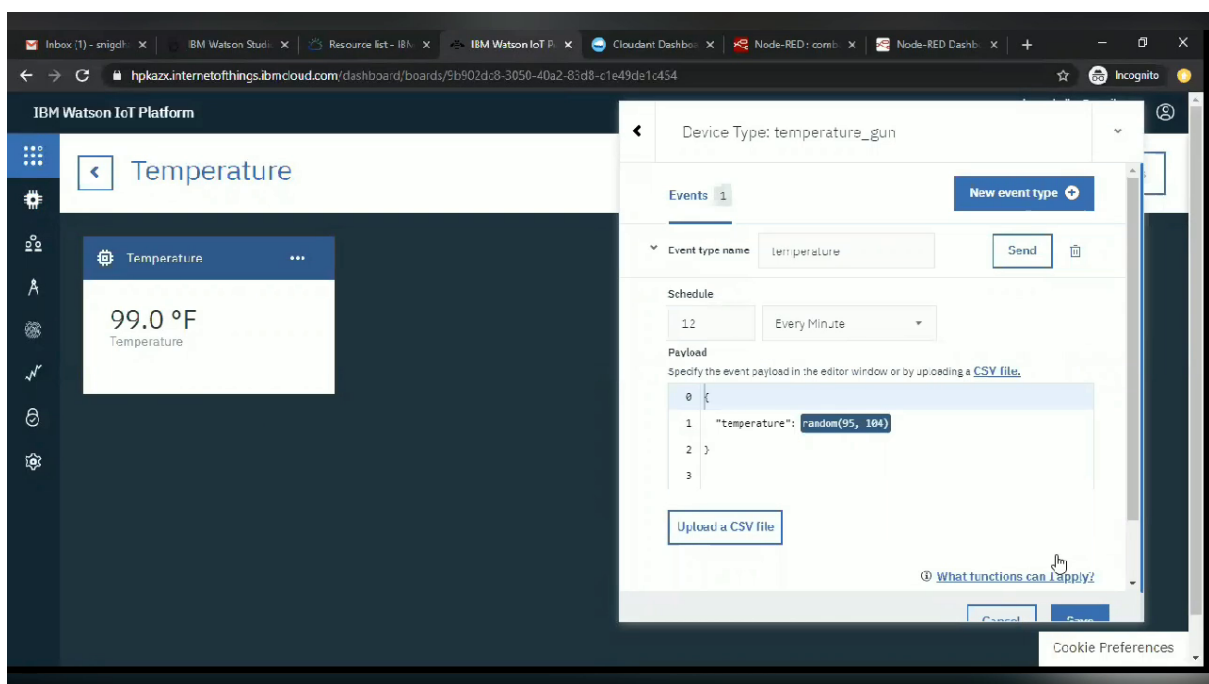 Inbox (1) - snigdh
IBM Watson Studi
Resource list - IBM
IBM Watson IoT P
Cloudant Dashboa
Node-RED : comb
Node-RED Dashb
hpkazx.internetofthings.ibmcloud.com/dashboard/boards/9b902dc8-3050-40a2-83d8-c1e49de1c454
Incognito
IBM Watson IoT Platform
Temperature
Temperature
99.0 °F
Temperature
Device Type: temperature_gun
Events 1
New event type
Event type name
temperature
Send
Schedule
12
Every Minute
Payload
Specify the event payload in the editor window or by uploading a CSV file.
0 {
1 "temperature": random(95, 104)
2 }
3
Upload a CSV file
What functions can I apply?
Cancel
Save
Cookie Preferences